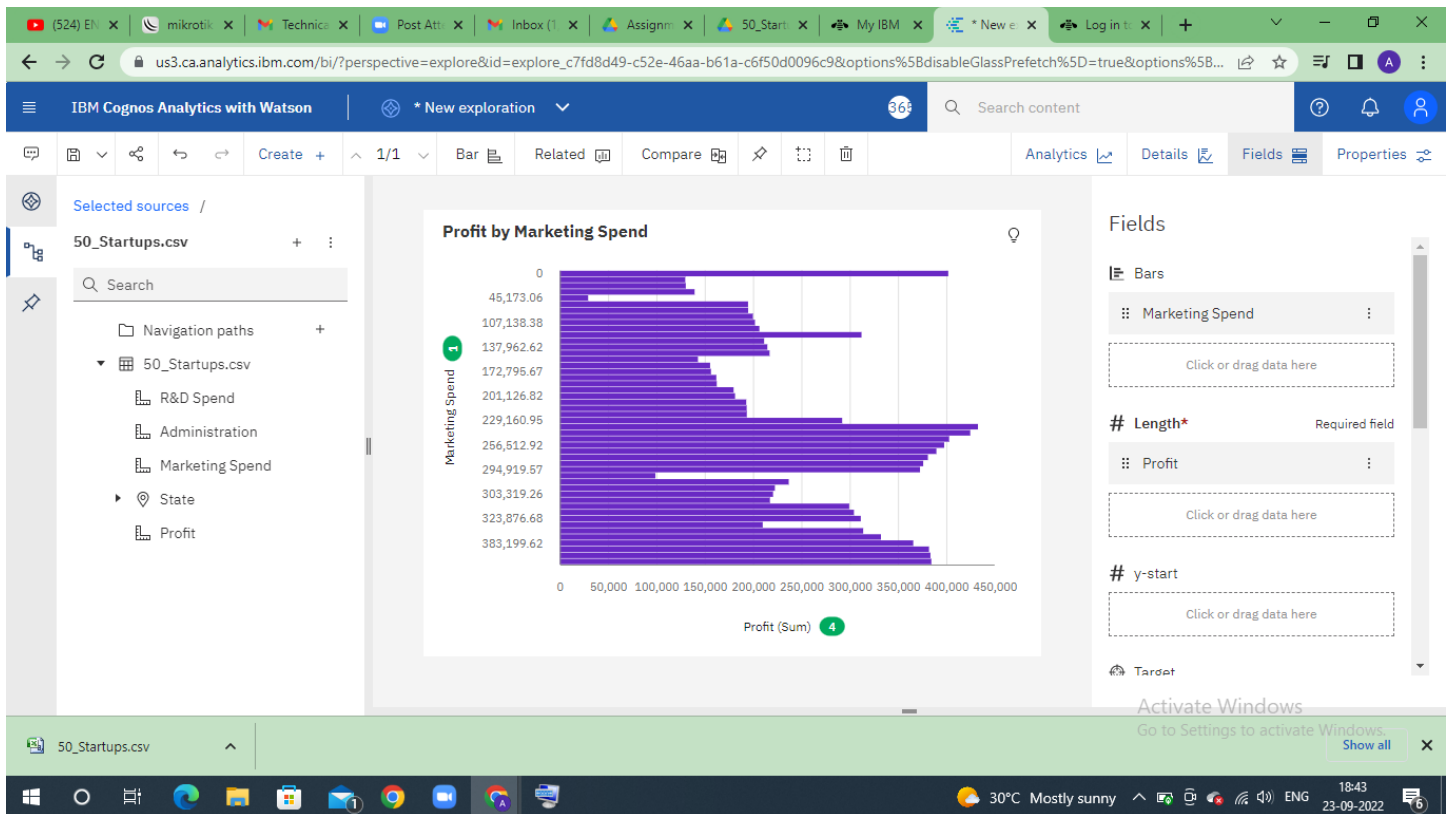 (524) EN
mikrotik
Technica
Post Atte
Inbox (1
Assignm
50_Start
My IBM
* New e
Log in to
us3.ca.analytics.ibm.com/bi/?perspective=explore&id=explore_c7fd8d49-c52e-46aa-b61a-c6f50d0096c9&options%5BdisableGlassPrefetch%5D=true&options%5B...
A
IBM Cognos Analytics with Watson
* New exploration
365
Search content
Create +
1/1
Bar
Related
Compare
Analytics
Details
Fields
Properties
Selected sources /
50_Startups.csv
Search
Navigation paths
50_Startups.csv
R&D Spend
Administration
Marketing Spend
State
Profit
Profit by Marketing Spend
0
45,173.06
107,138.38
137,962.62
172,795.67
201,126.82
229,160.95
256,512.92
294,919.57
303,319.26
323,876.68
383,199.62
Marketing Spend 1
0 50,000 100,000 150,000 200,000 250,000 300,000 350,000 400,000 450,000
Profit (Sum) 4
Fields
Bars
Marketing Spend
Click or drag data here
# Length* Required field
Profit
Click or drag data here
# y-start
Click or drag data here
Target
Activate Windows
Go to Settings to activate Windows.
50_Startups.csv
Show all
1
A
30°C Mostly sunny
ENG
18:43
23-09-2022
6